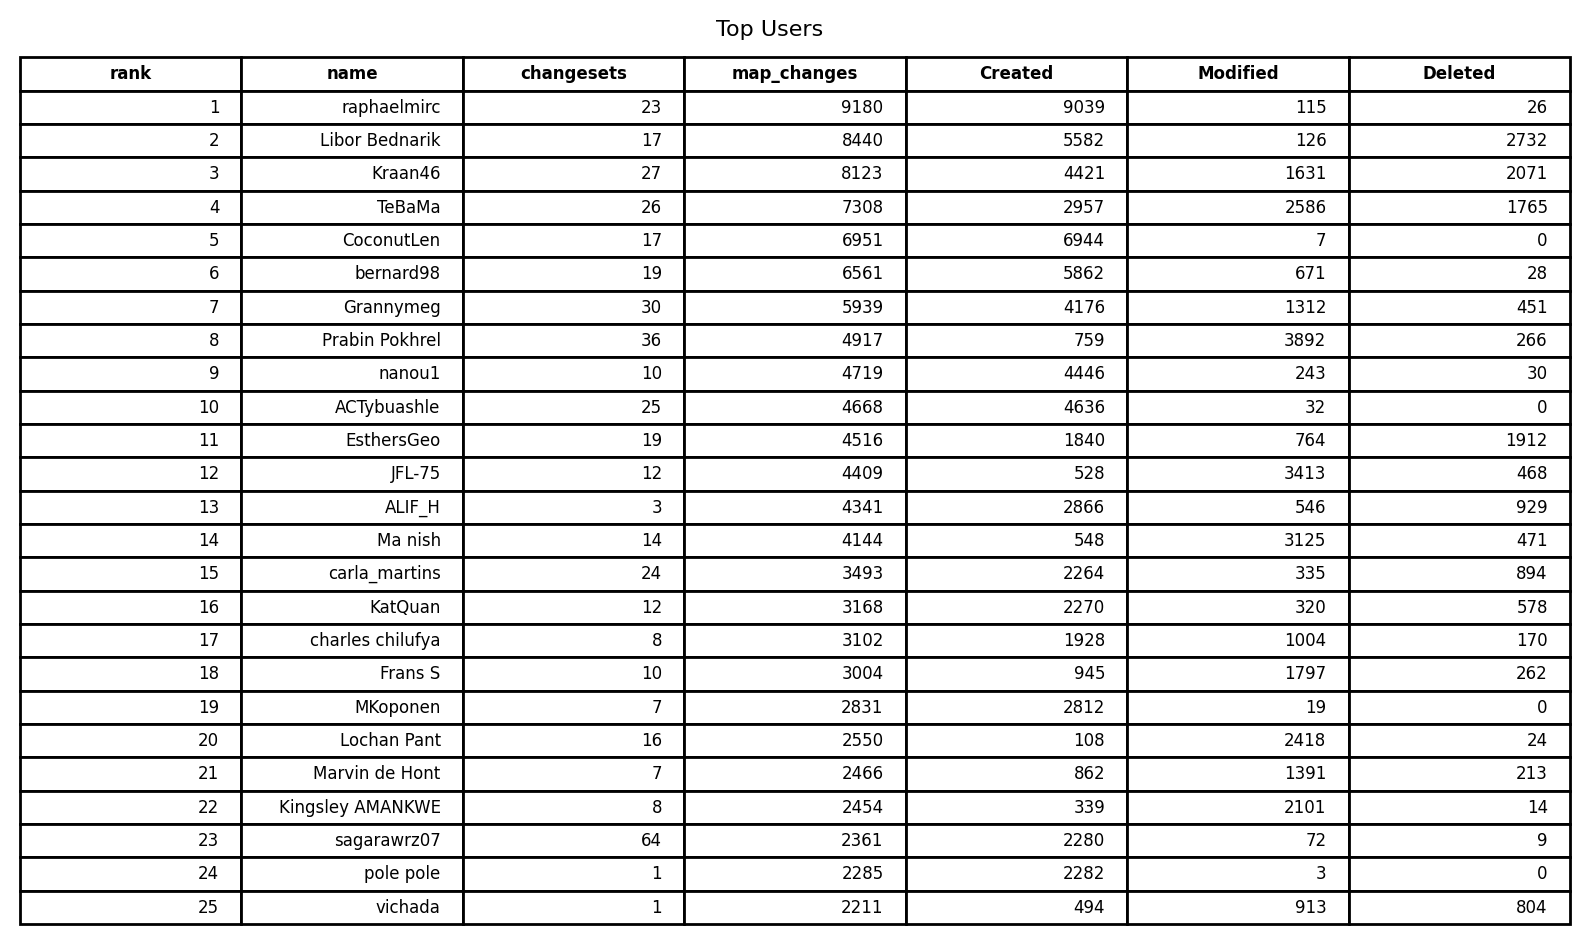 Top Users
rank name changesets map_changes Created Modified Deleted
1 raphaelmirc 23 9180 9039 115 26
2 Libor Bednarik 17 8440 5582 126 2732
3 Kraan46 27 8123 4421 1631 2071
4 TeBaMa 26 7308 2957 2586 1765
5 CoconutLen 17 6951 6944 7 0
6 bernard98 19 6561 5862 671 28
7 Grannymeg 30 5939 4176 1312 451
8 Prabin Pokhrel 36 4917 759 3892 266
9 nanou1 10 4719 4446 243 30
10 ACTybuashle 25 4668 4636 32 0
11 EsthersGeo 19 4516 1840 764 1912
12 JFL-75 12 4409 528 3413 468
13 ALIF_H 3 4341 2866 546 929
14 Ma nish 14 4144 548 3125 471
15 carla_martins 24 3493 2264 335 894
16 KatQuan 12 3168 2270 320 578
17 charles chilufya 8 3102 1928 1004 170
18 Frans S 10 3004 945 1797 262
19 MKoponen 7 2831 2812 19 0
20 Lochan Pant 16 2550 108 2418 24
21 Marvin de Hont 7 2466 862 1391 213
22 Kingsley AMANKWE 8 2454 339 2101 14
23 sagarawrz07 64 2361 2280 72 9
24 pole pole 1 2285 2282 3 0
25 vichada 1 2211 494 913 804